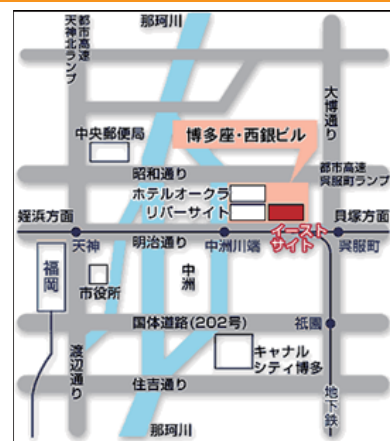 那珂川
都市高速
天神北ランプ
大博通り
中央郵便局
博多座・西銀ビル
昭和通り
都市高速
呉服町ランプ
ホテルオークラ
リバーサイト
姪浜方面
貝塚方面
イースト
サイト
天神
明治通り
中洲川端
呉服町
福岡
市役所
中洲
国体道路(202号)
祇園
渡辺通り
キャナル
シティ博多
住吉通り
地下鉄
那珂川